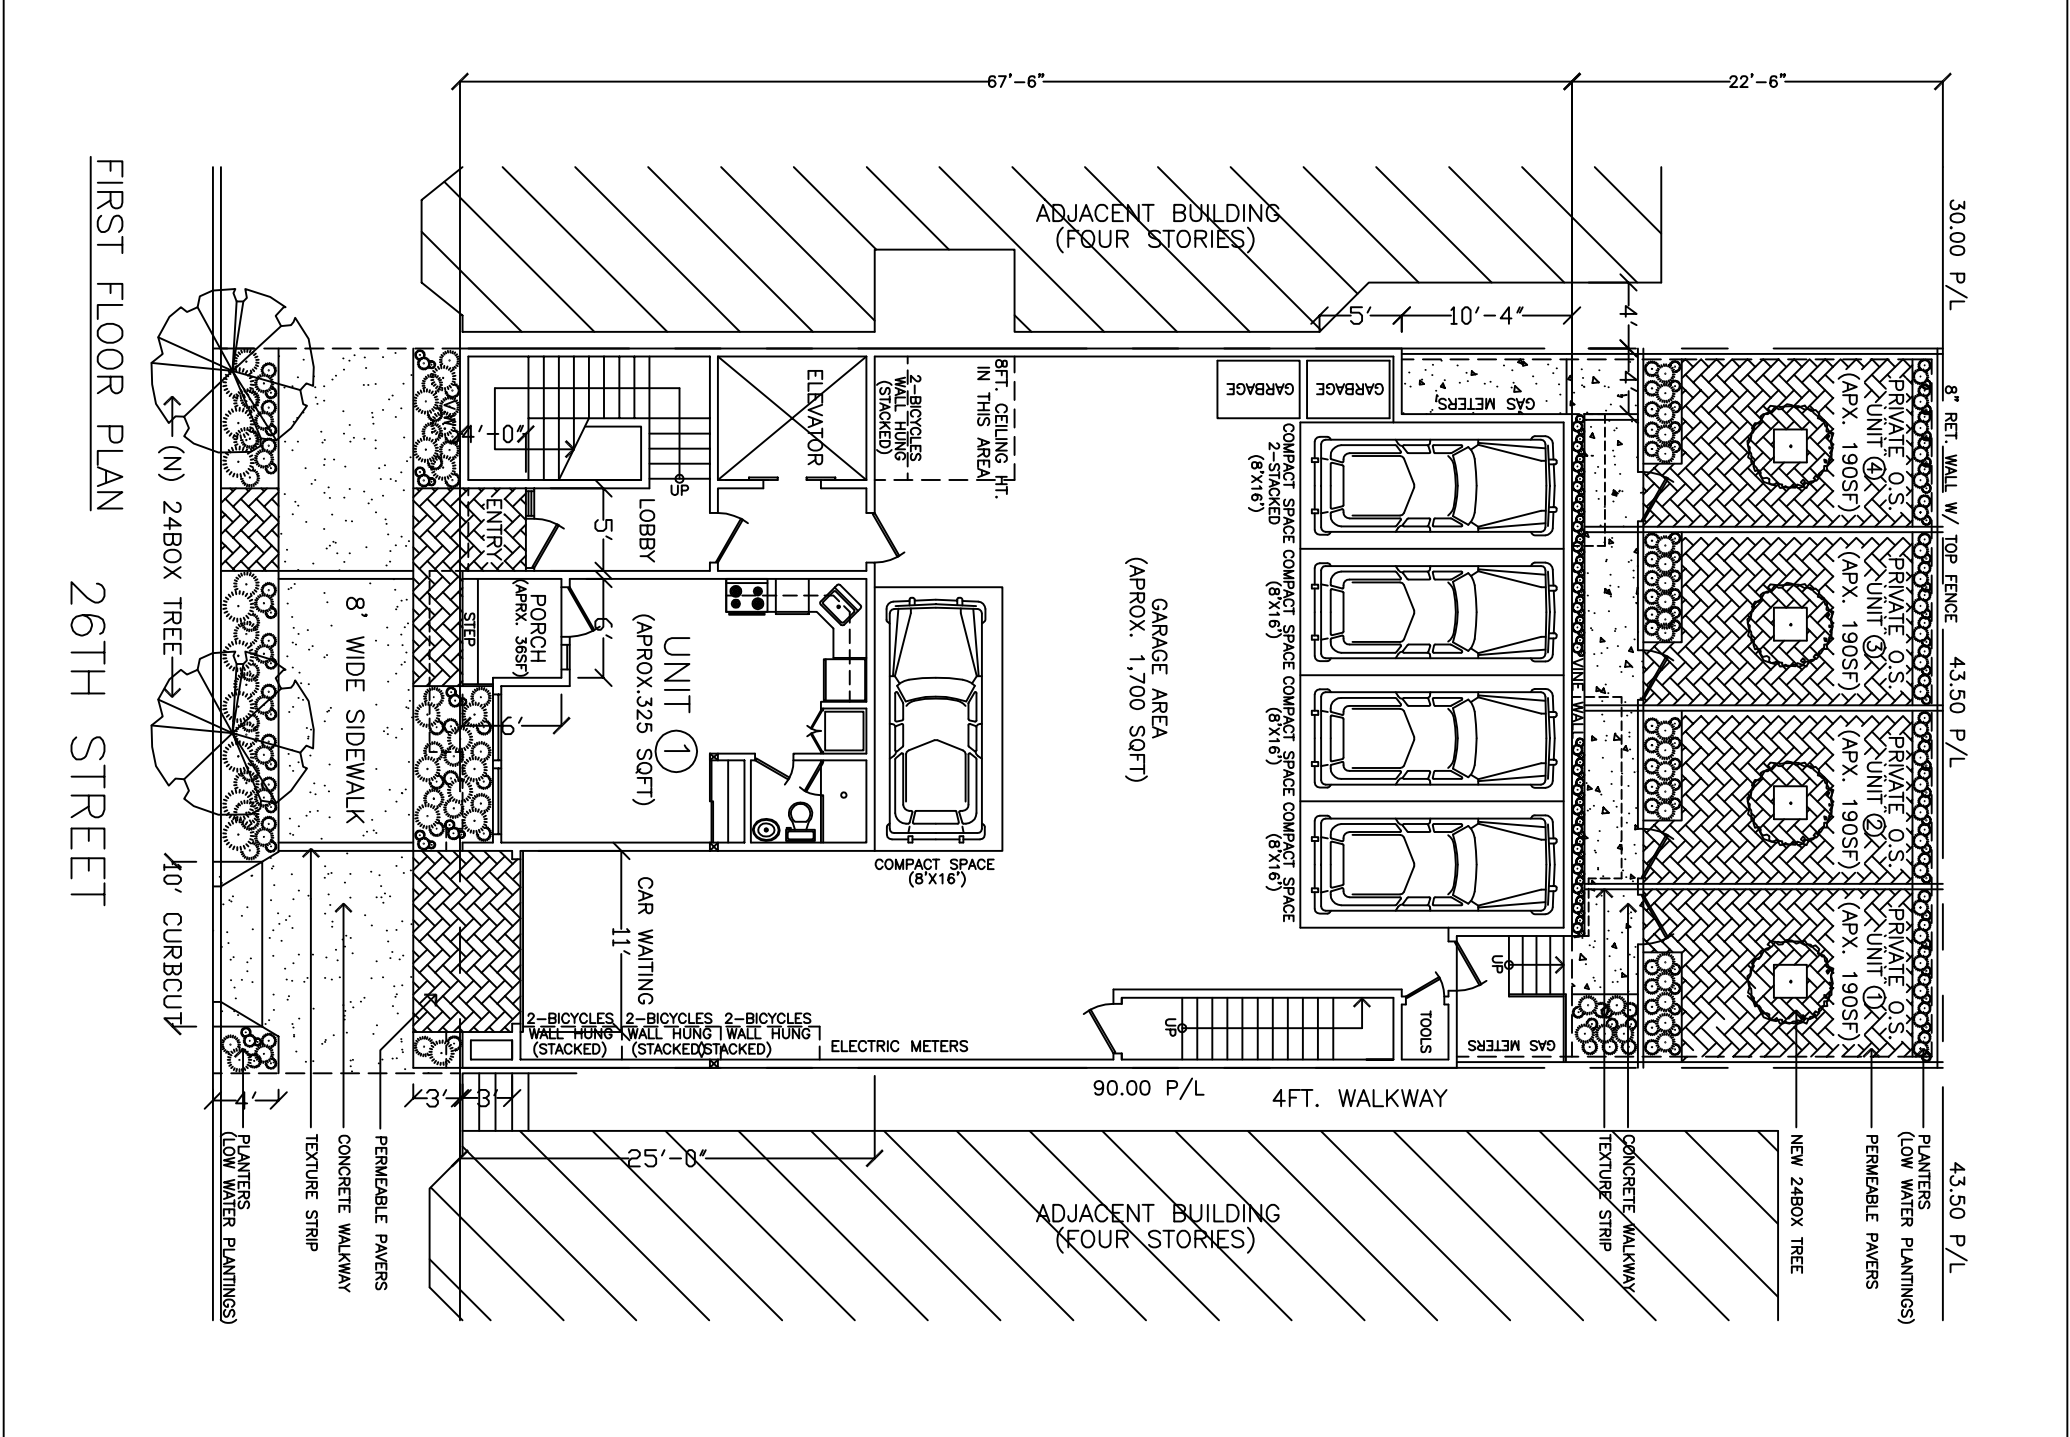 67'-6"
22'-6"
30.00 P/L
ADJACENT BUILDING
(FOUR STORIES)
5'
10'-4"
4'
4'
8" RET. WALL W/ TOP FENCE
43.50 P/L
43.50 P/L
FIRST FLOOR PLAN
26TH STREET
(N) 24BOX TREE
8' WIDE SIDEWALK
10' CURBCUT
4'-0"
UP
ELEVATOR
2-BICYCLES
WALL HUNG
(STACKED)
8FT. CEILING HT.
IN THIS AREA
GARBAGE
GARBAGE
GAS METERS
ENTRY
5'
LOBBY
STEP
PORCH
(APRX. 36SF)
6'
6'
UNIT 1
(APROX.325 SQFT)
COMPACT SPACE
(8'X16')
GARAGE AREA
(APROX. 1,700 SQFT)
COMPACT SPACE
2-STACKED
(8'X16')
COMPACT SPACE
(8'X16')
COMPACT SPACE
COMPACT SPACE
(8'X16')
COMPACT SPACE
COMPACT SPACE
(8'X16')
COMPACT SPACE
VINE WALL
PRIVATE O.S.
UNIT 4
(APX. 190SF)
PRIVATE O.S.
UNIT 3
(APX. 190SF)
PRIVATE O.S.
UNIT 2
(APX. 190SF)
PRIVATE O.S.
UNIT 1
(APX. 190SF)
CAR WAITING
11'
2-BICYCLES
WALL HUNG
(STACKED)
2-BICYCLES
WALL HUNG
(STACKED)
2-BICYCLES
WALL HUNG
(STACKED)
ELECTRIC METERS
UP
TOOLS
UP
GAS METERS
90.00 P/L
4FT. WALKWAY
4'
3'
3'
25'-0"
PLANTERS
(LOW WATER PLANTINGS)
TEXTURE STRIP
CONCRETE WALKWAY
PERMEABLE PAVERS
ADJACENT BUILDING
(FOUR STORIES)
TEXTURE STRIP
CONCRETE WALKWAY
NEW 24BOX TREE
PERMEABLE PAVERS
PLANTERS
(LOW WATER PLANTINGS)